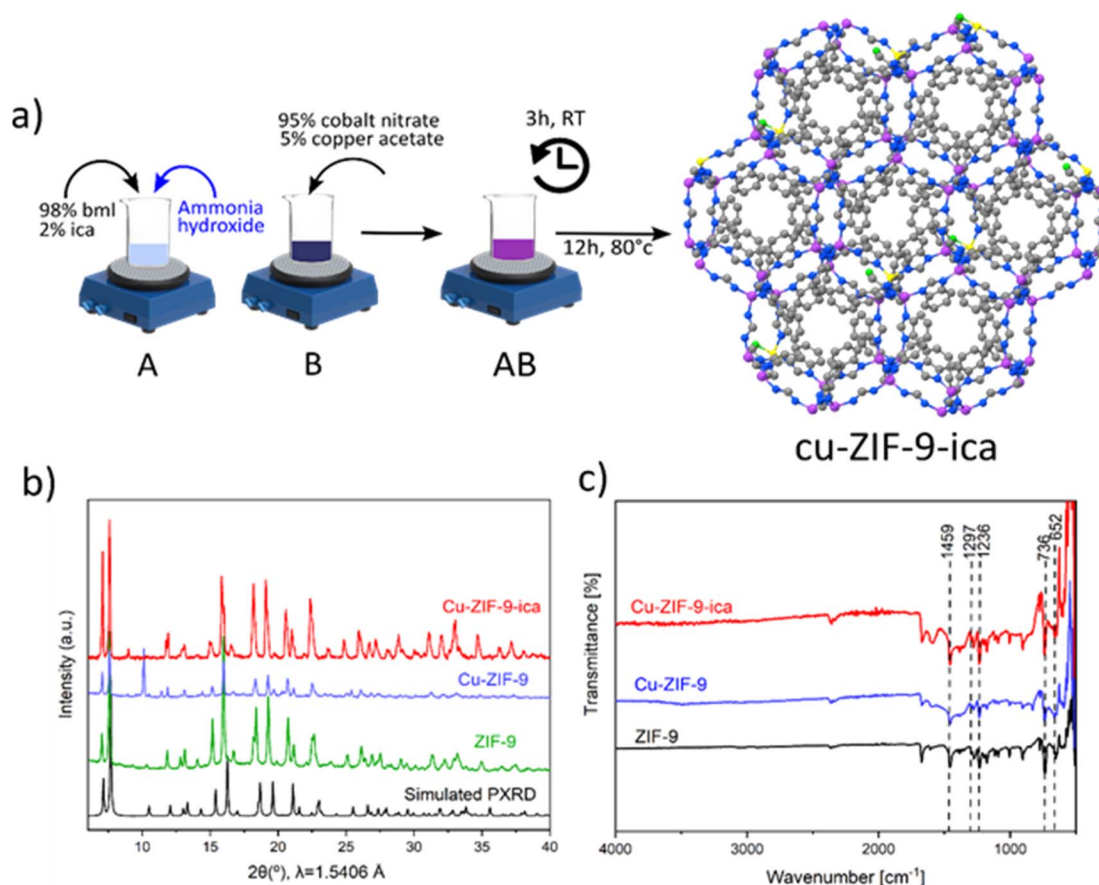 a)
95% cobalt nitrate
5% copper acetate
3h, RT
98% bmI
2% ica
Ammonia
hydroxide
12h, 80°c
A
B
AB
cu-ZIF-9-ica
b)
Intensity (a.u.)
Cu-ZIF-9-ica
Cu-ZIF-9
ZIF-9
Simulated PXRD
10 15 20 25 30 35 40
2θ(º), λ=1.5406 Å
c)
Transmittance [%]
1459
1297
1236
736
652
Cu-ZIF-9-ica
Cu-ZIF-9
ZIF-9
4000 3000 2000 1000
Wavenumber [cm-1]